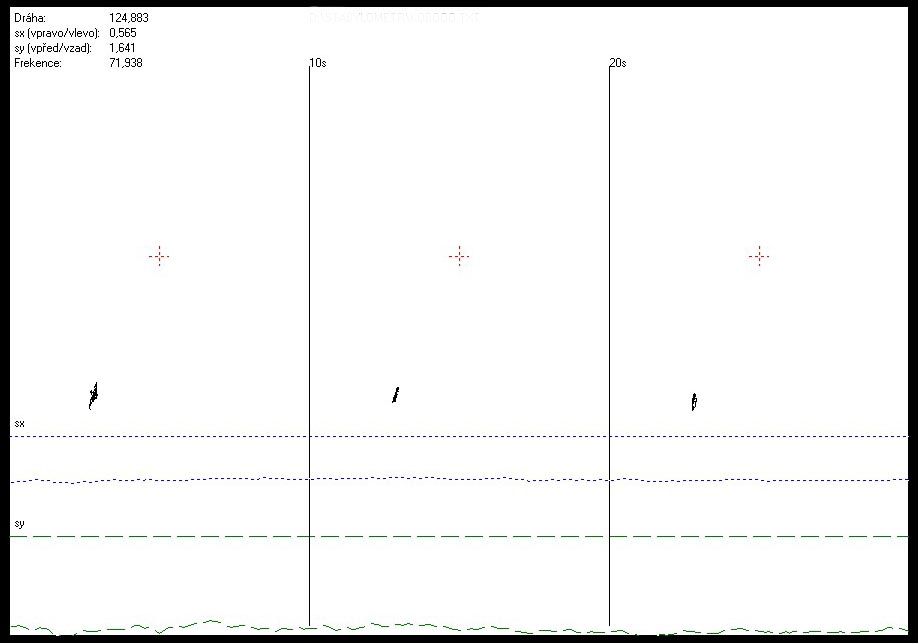 Dráha: 124,883
sx (vpravo/vlevo): 0,565
sy (vpřed/vzad): 1,641
Frekence: 71,938
10s
20s
sx
sy